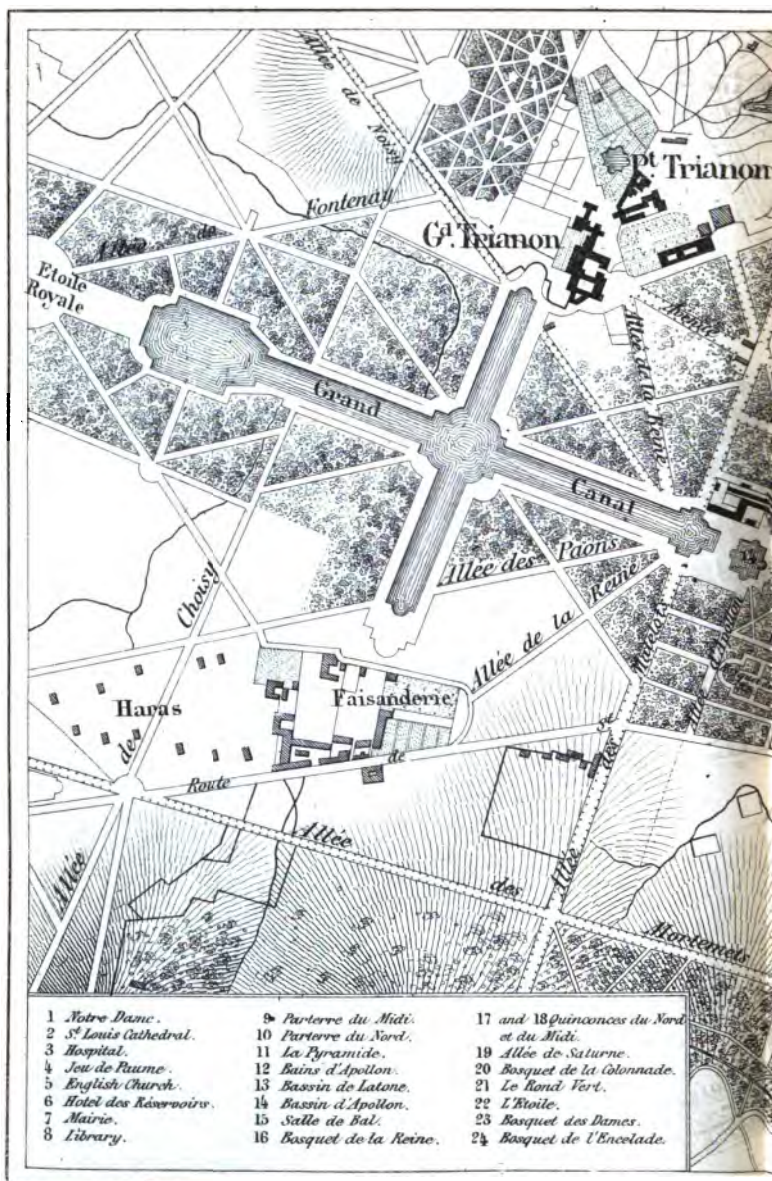 Allée de Noisy
Pt. Trianon
Gd. Trianon
Allée de Fontenay
Etoile
Royale
Allée de la Reine
Grand Canal
Allée des Paons
Allée de la Reine
Allée des Matelots
Allée de Choisy
Haras
Faisanderie
Route de St
Allée des Mortemets
14
1 Notre Dame.
2 St. Louis Cathedral.
3 Hospital.
4 Jeu de Paume.
5 English Church.
6 Hotel des Réservoirs.
7 Mairie.
8 Library.
9 Parterre du Midi.
10 Parterre du Nord.
11 La Pyramide.
12 Bains d'Apollon.
13 Bassin de Latone.
14 Bassin d'Apollon.
15 Salle de Bal.
16 Bosquet de la Reine.
17 and 18 Quinconces du Nord
et du Midi.
19 Allée de Saturne.
20 Bosquet de la Colonnade.
21 Le Rond Vert.
22 L'Etoile.
23 Bosquet des Dames.
24 Bosquet de l'Encelade.